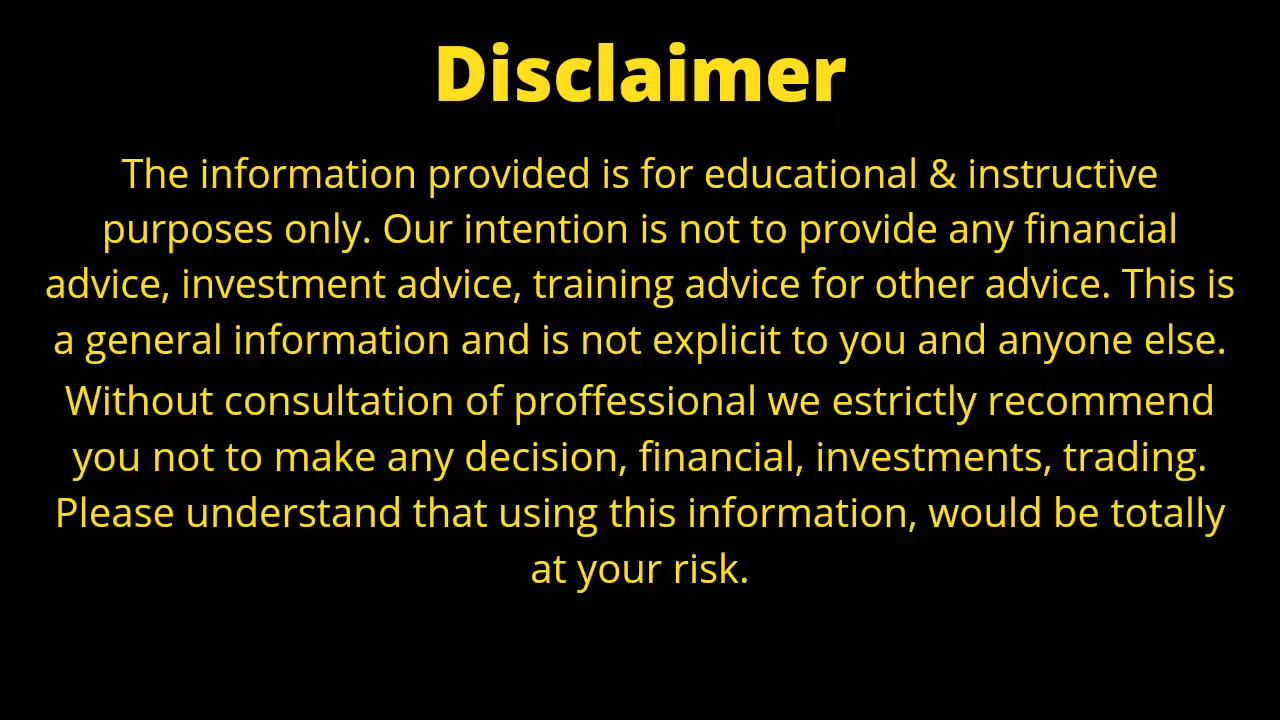 Disclaimer
The information provided is for educational & instructive
purposes only. Our intention is not to provide any financial
advice, investment advice, training advice for other advice. This is
a general information and is not explicit to you and anyone else.
Without consultation of proffessional we estrictly recommend
you not to make any decision, financial, investments, trading.
Please understand that using this information, would be totally
at your risk.